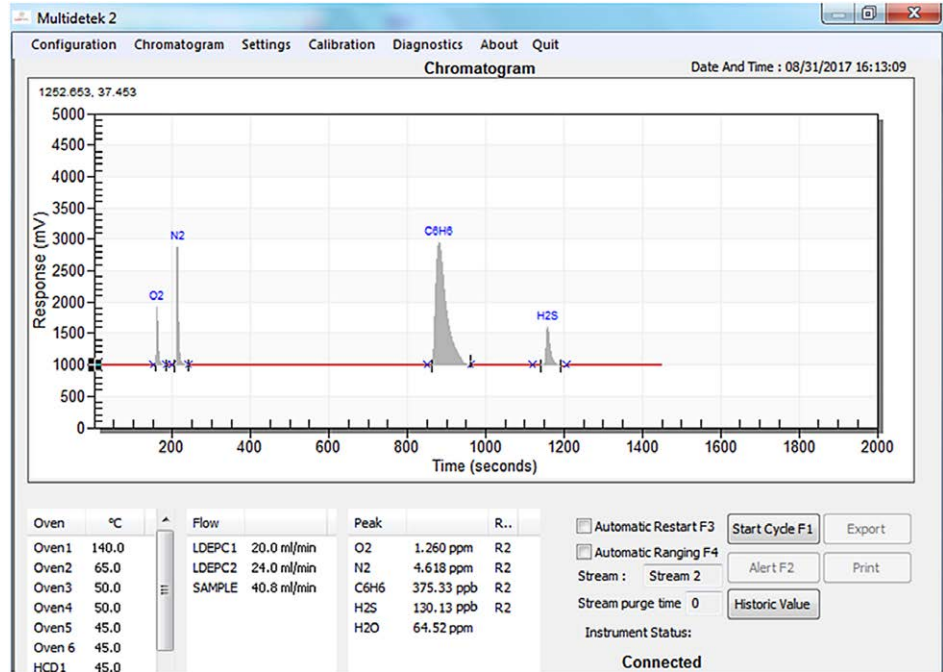 Multidetek 2
Configuration Chromatogram Settings Calibration Diagnostics About Quit
Chromatogram
Date And Time : 08/31/2017 16:13:09
1252.653, 37.453
5000
4500
4000
3500
3000
2500
2000
1500
1000
500
0
Response (mV)
O2
N2
C6H6
H2S
200 400 600 800 1000 1200 1400 1600 1800 2000
Time (seconds)
Oven °C
Oven1 140.0
Oven2 65.0
Oven3 50.0
Oven4 50.0
Oven5 45.0
Oven 6 45.0
HCD1 45.0
Flow
LDEPC1 20.0 ml/min
LDEPC2 24.0 ml/min
SAMPLE 40.8 ml/min
Peak R..
O2 1.260 ppm R2
N2 4.618 ppm R2
C6H6 375.33 ppb R2
H2S 130.13 ppb R2
H2O 64.52 ppm
Automatic Restart F3
Automatic Ranging F4
Stream : Stream 2
Stream purge time 0
Start Cycle F1
Export
Alert F2
Print
Historic Value
Instrument Status:
Connected